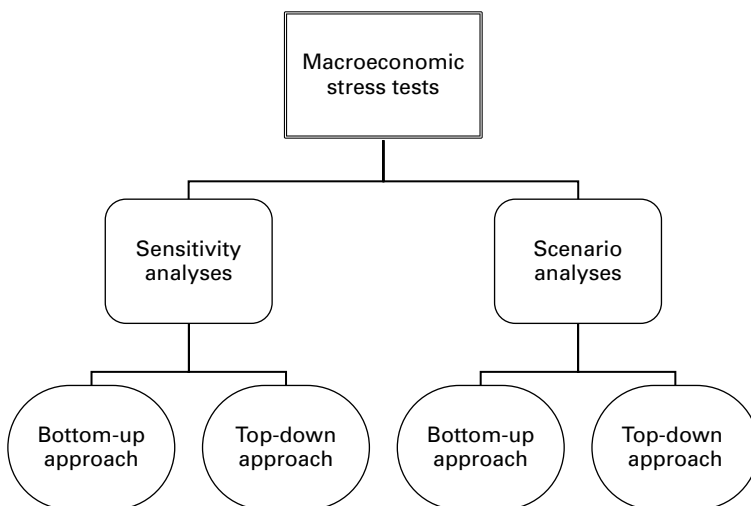 Macroeconomic
stress tests
Sensitivity
analyses
Scenario
analyses
Bottom-up
approach
Top-down
approach
Bottom-up
approach
Top-down
approach